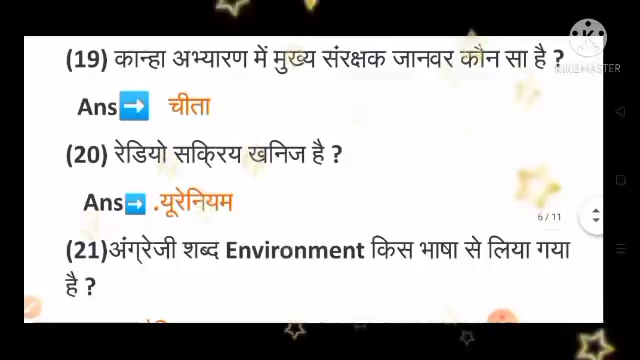 (19) कान्हा अभ्यारण में मुख्य संरक्षक जानवर कौन सा है ?
KINEMASTER
Ans➡ चीता
(20) रेडियो सक्रिय खनिज है ?
Ans➡ .यूरेनियम
6 / 11
(21)अंग्रेजी शब्द Environment किस भाषा से लिया गया
है ?